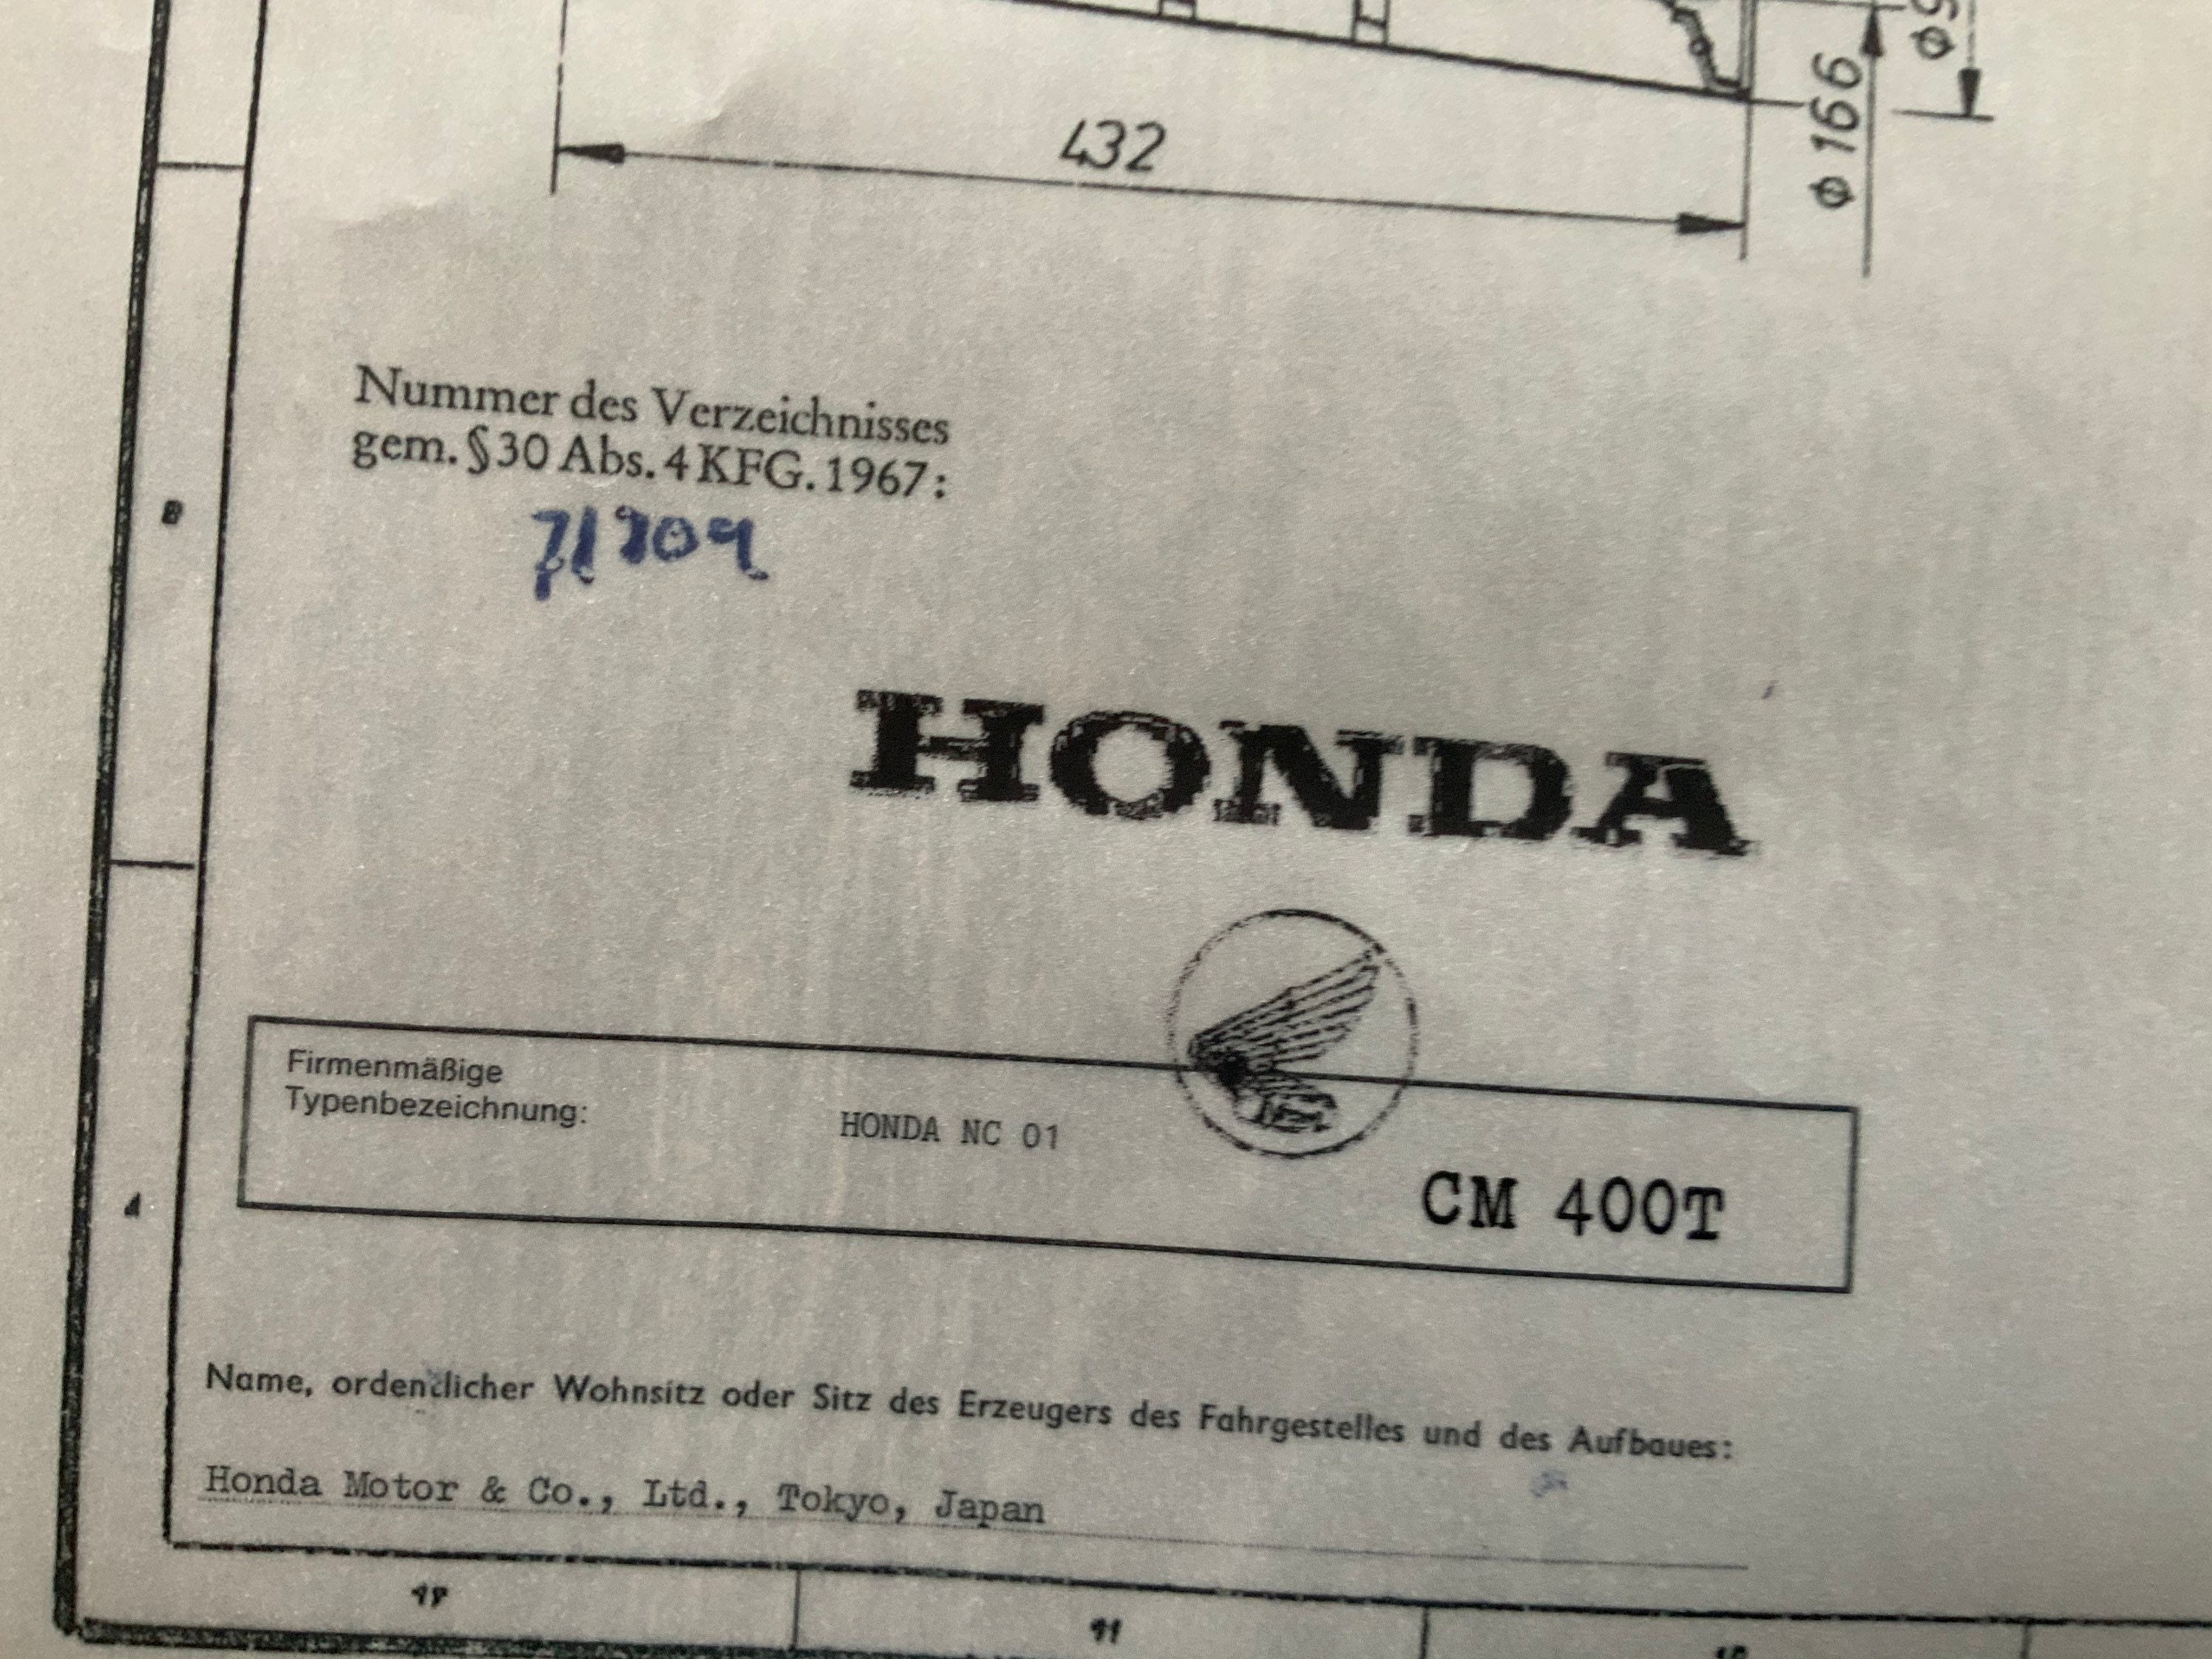 432
φ 166
Nummer des Verzeichnisses
gem. § 30 Abs. 4 KFG. 1967:
B
HONDA
Firmenmäßige
Typenbezeichnung:
HONDA NC 01
CM 400T
Name, ordentlicher Wohnsitz oder Sitz des Erzeugers des Fahrgestelles und des Aufbaues:
Honda Motor & Co., Ltd., Tokyo, Japan
11